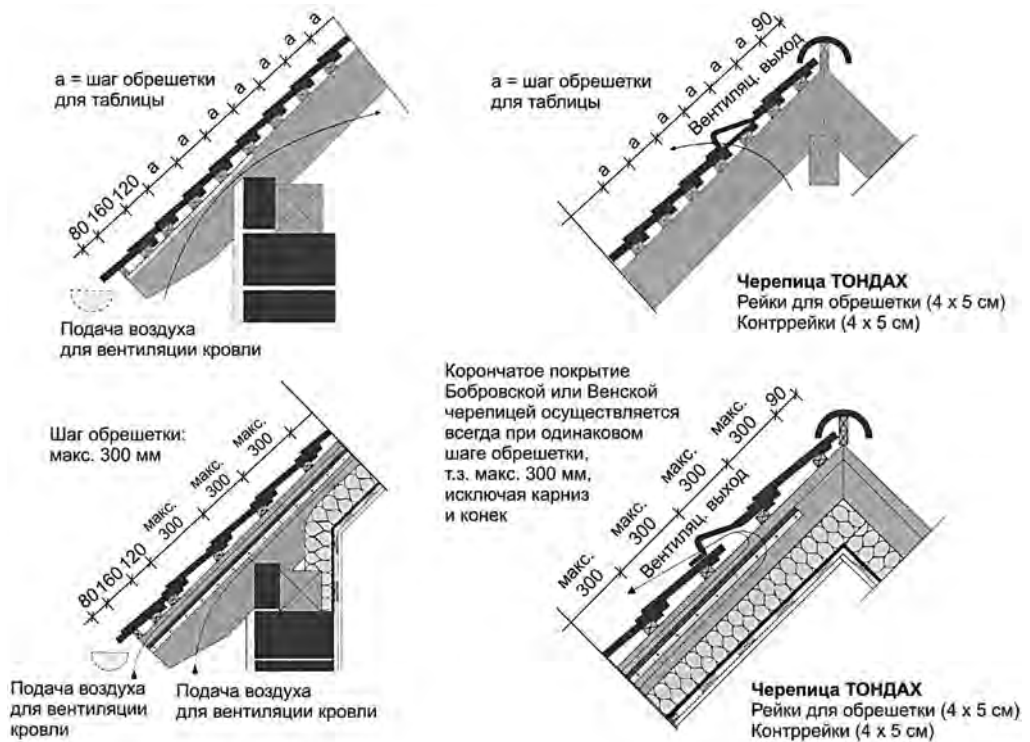 a = шаг обрешетки
для таблицы
80 160 120 a a a a a a a
Подача воздуха
для вентиляции кровли
a = шаг обрешетки
для таблицы
a a a a a a a 90
Вентиляц. выход
Черепица ТОНДАХ
Рейки для обрешетки (4 х 5 см)
Контррейки (4 х 5 см)
Шаг обрешетки:
макс. 300 мм
80 160 120
макс.
300
макс.
300
макс.
300
Подача воздуха
для вентиляции
кровли
Подача воздуха
для вентиляции кровли
Корончатое покрытие
Бобровской или Венской
черепицей осуществляется
всегда при одинаковом
шаге обрешетки,
т.з. макс. 300 мм,
исключая карниз
и конек
макс.
300
макс.
300
макс.
300
макс.
300
90
Вентиляц. выход
Черепица ТОНДАХ
Рейки для обрешетки (4 х 5 см)
Контррейки (4 х 5 см)